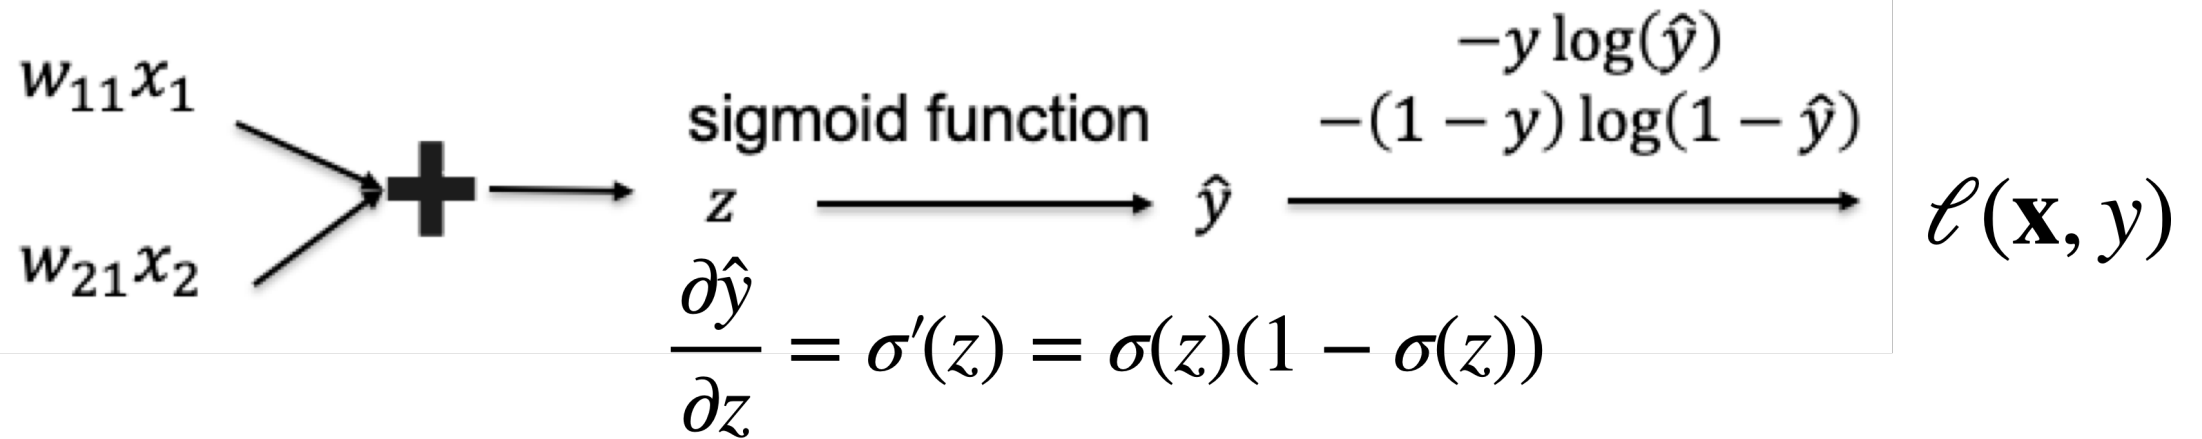 w₁₁x₁
w₂₁x₂
+
sigmoid function
z
ŷ
−y log(ŷ)
−(1 − y) log(1 − ŷ)
ℓ(𝐱, y)
∂ŷ/∂z = σ′(z) = σ(z)(1 − σ(z))